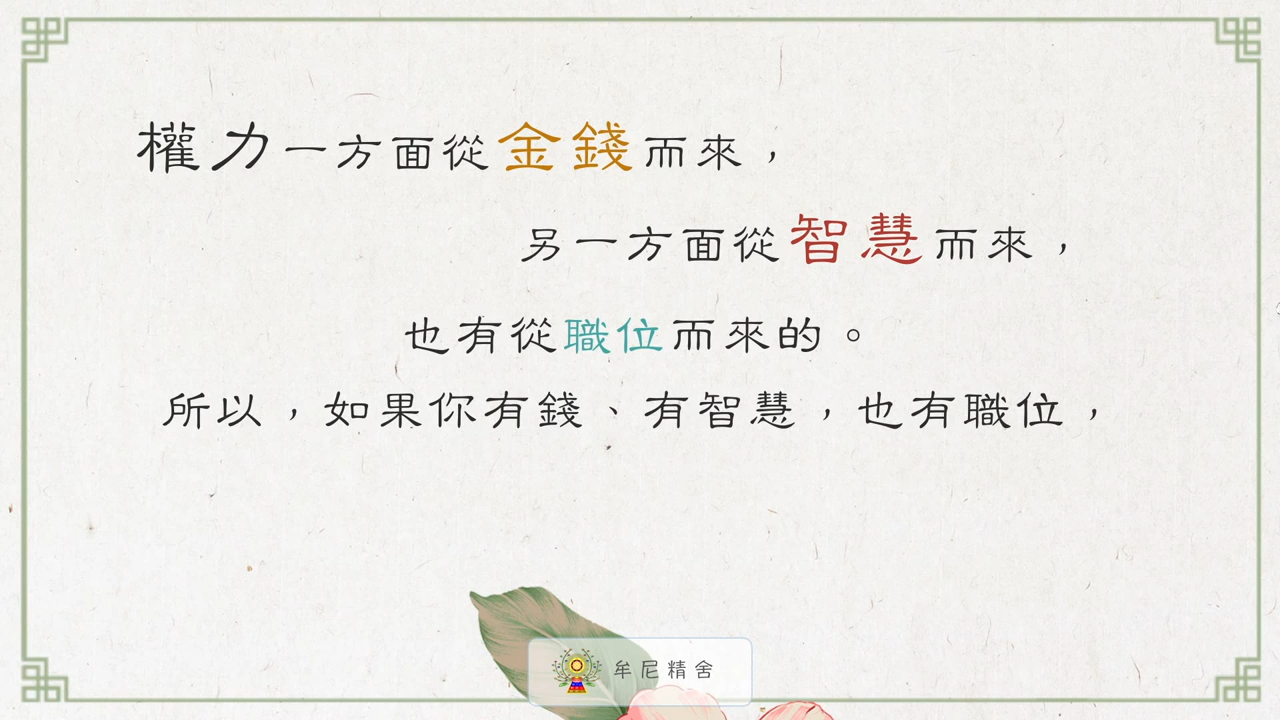 權力一方面從金錢而來，
另一方面從智慧而來，
也有從職位而來的。
所以，如果你有錢、有智慧，也有職位，
牟尼精舍